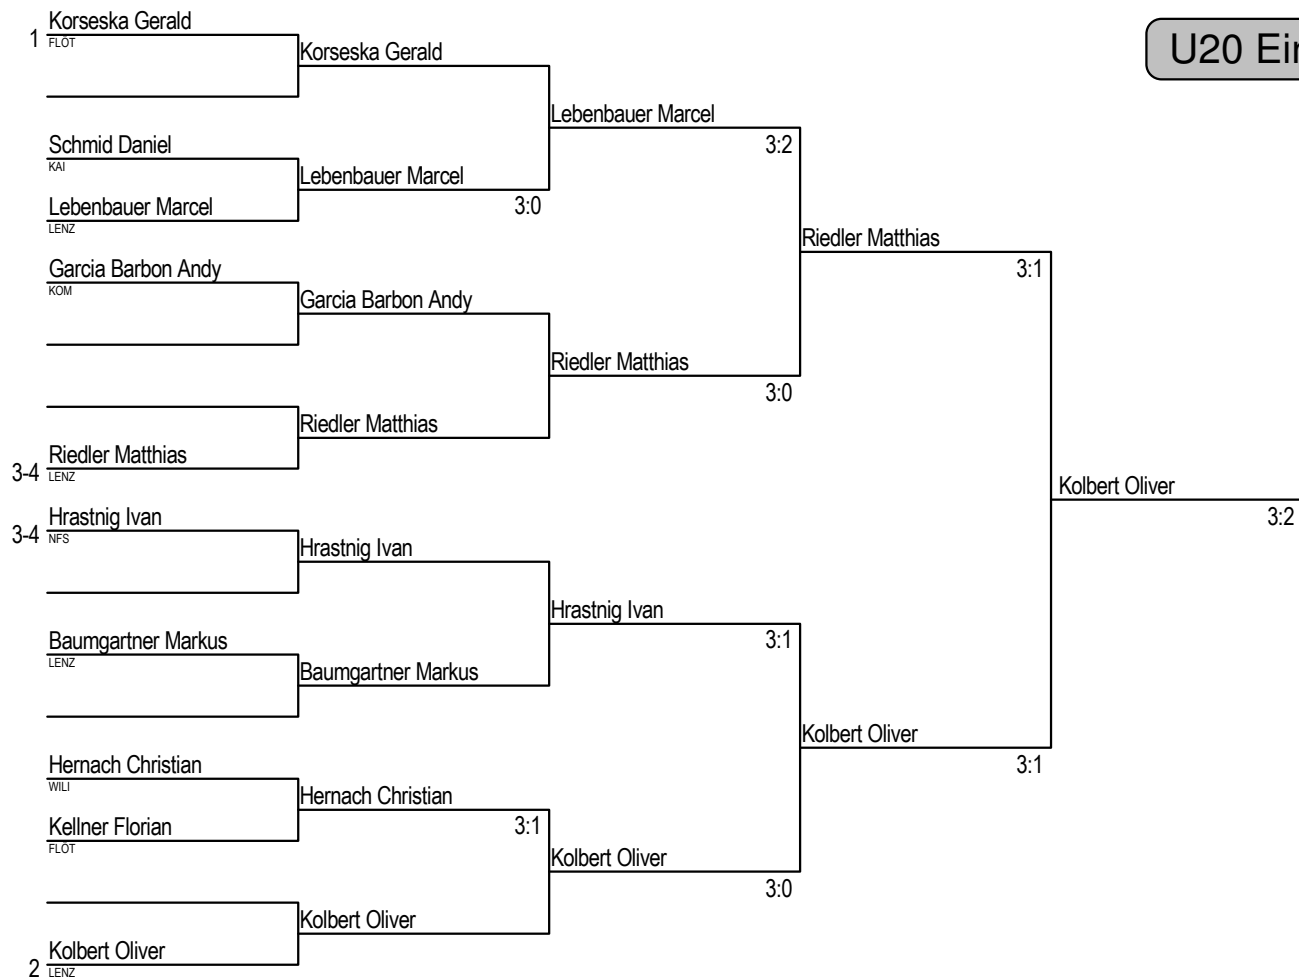 U20 Ein
Korseska Gerald
1 FLÖT
Korseska Gerald
Lebenbauer Marcel
3:2
Schmid Daniel
KAI
Lebenbauer Marcel
3:0
Lebenbauer Marcel
LENZ
Riedler Matthias
3:1
Garcia Barbon Andy
KOM
Garcia Barbon Andy
Riedler Matthias
3:0
Riedler Matthias
Riedler Matthias
3-4 LENZ
Kolbert Oliver
3:2
Hrastnig Ivan
3-4 NFS
Hrastnig Ivan
Hrastnig Ivan
3:1
Baumgartner Markus
LENZ
Baumgartner Markus
Kolbert Oliver
3:1
Hernach Christian
WILI
Hernach Christian
3:1
Kellner Florian
FLÖT
Kolbert Oliver
3:0
Kolbert Oliver
Kolbert Oliver
2 LENZ